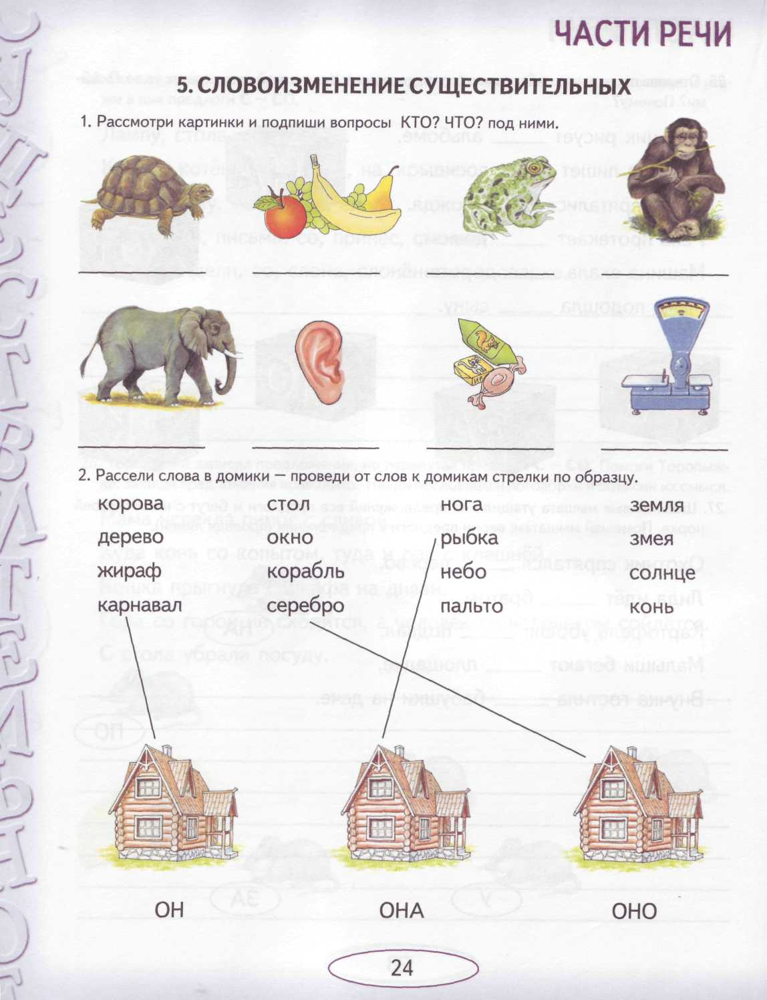 ЧАСТИ РЕЧИ
5. СЛОВОИЗМЕНЕНИЕ СУЩЕСТВИТЕЛЬНЫХ
1. Рассмотри картинки и подпиши вопросы КТО? ЧТО? под ними.
2. Рассели слова в домики — проведи от слов к домикам стрелки по образцу.
корова стол нога земля
дерево окно рыбка змея
жираф корабль небо солнце
карнавал серебро пальто конь
ОН ОНА ОНО
24